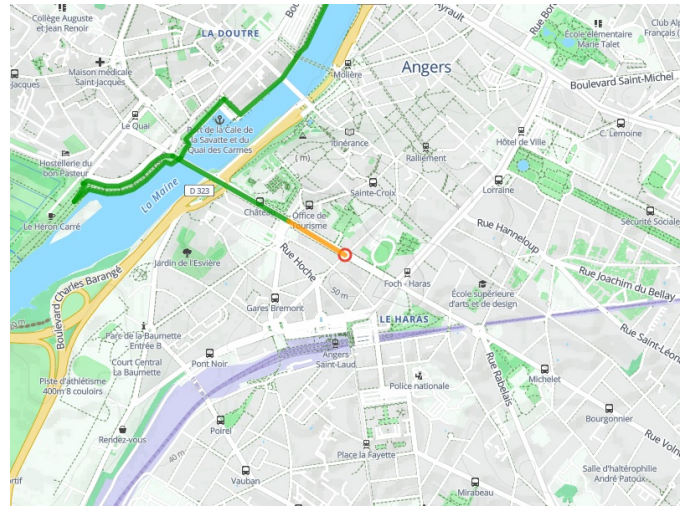 Collège Auguste
et Jean Renoir
LA DOUTRE
Ayrault
École élémentaire
Marie Talet
Club Al
Français (
Maison médicale
Saint-Jacques
Jacques
Molière
Angers
Boulevard Saint-Michel
Le Quai
Port de la Cale de
la Savatte et du
Quai des Carmes
Itinérance
(m)
C. Lemoine
Hôtel de Ville
Ralliement
Hostellerie du
bon Pasteur
La Maine
D 323
Sainte-Croix
Lorraine
Château
Office de
Tourisme
Le Héron Carré
Sécurité Sociale
Rue Hanneloup
Jardin de l'Esvière
Rue Hoche
Foch - Haras
Rue Joachim du Bellay
50 m
École supérieure
d'arts et de design
Boulevard Charles Barangé
Gares Bremont
LE HARAS
Parc de la Baumette
Entrée B
Rue Saint-Léon
Angers
Saint-Laud
Court Central
La Baumette
Pont Noir
Rue Rabelais
Michelet
Piste d'athlétisme
400m 8 couloirs
Police nationale
Bourgonnier
Rendez-vous
Poirel
Rue Voln
40 m
Place la Fayette
Salle d'haltérophilie
André Patoux
Vauban
Mirabeau
ortif